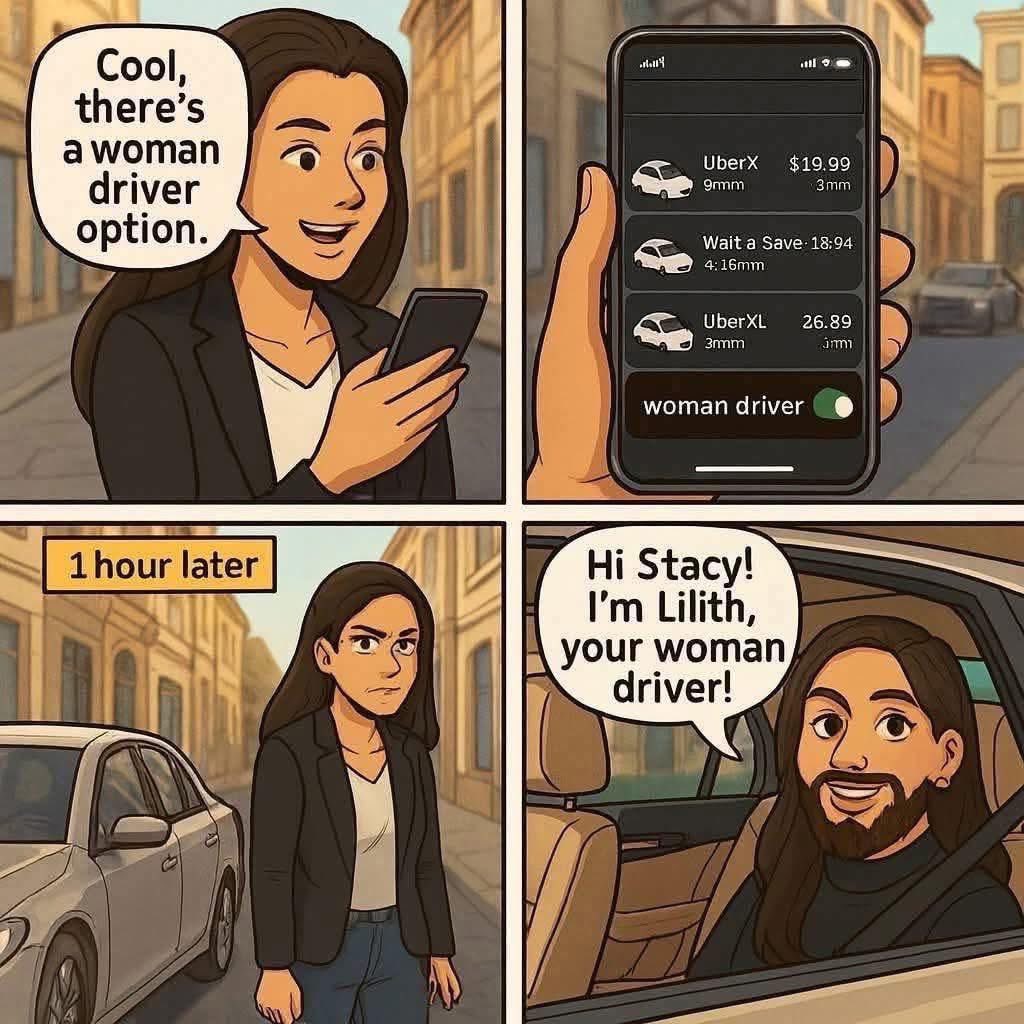 Cool,
there's
a woman
driver
option.
UberX $19.99
9mm 3mm
Wait a Save·18:94
4:16mm
UberXL 26.89
3mm
woman driver
1 hour later
Hi Stacy!
I'm Lilith,
your woman
driver!